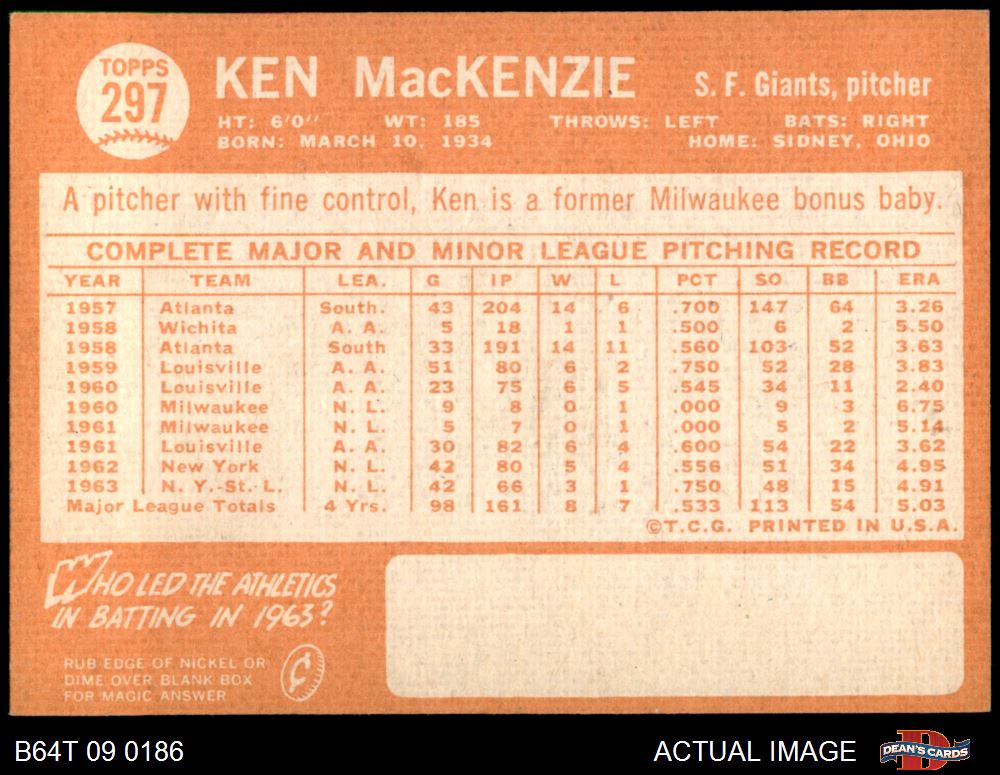 TOPPS
297
KEN MacKENZIE
S. F. Giants, pitcher
HT: 6'0" WT: 185 THROWS: LEFT BATS: RIGHT
BORN: MARCH 10, 1934 HOME: SIDNEY, OHIO
A pitcher with fine control, Ken is a former Milwaukee bonus baby.
COMPLETE MAJOR AND MINOR LEAGUE PITCHING RECORD
YEAR TEAM LEA. G IP W L PCT SO BB ERA
1957 Atlanta South. 43 204 14 6 .700 147 64 3.26
1958 Wichita A. A. 5 18 1 1 .500 6 2 5.50
1958 Atlanta South 33 191 14 11 .560 103 52 3.63
1959 Louisville A. A. 51 80 6 2 .750 52 28 3.83
1960 Louisville A. A. 23 75 6 5 .545 34 11 2.40
1960 Milwaukee N. L. 9 8 0 1 .000 9 3 6.75
1961 Milwaukee N. L. 5 7 0 1 .000 5 2 5.14
1961 Louisville A. A. 30 82 6 4 .600 54 22 3.62
1962 New York N. L. 42 80 5 4 .556 51 34 4.95
1963 N. Y.-St. L. N. L. 42 66 3 1 .750 48 15 4.91
Major League Totals 4 Yrs. 98 161 8 7 .533 113 54 5.03
©T.C.G. PRINTED IN U.S.A.
WHO LED THE ATHLETICS
IN BATTING IN 1963?
RUB EDGE OF NICKEL OR
DIME OVER BLANK BOX
FOR MAGIC ANSWER
¢
B64T 09 0186
ACTUAL IMAGE
D
DEAN'S CARDS